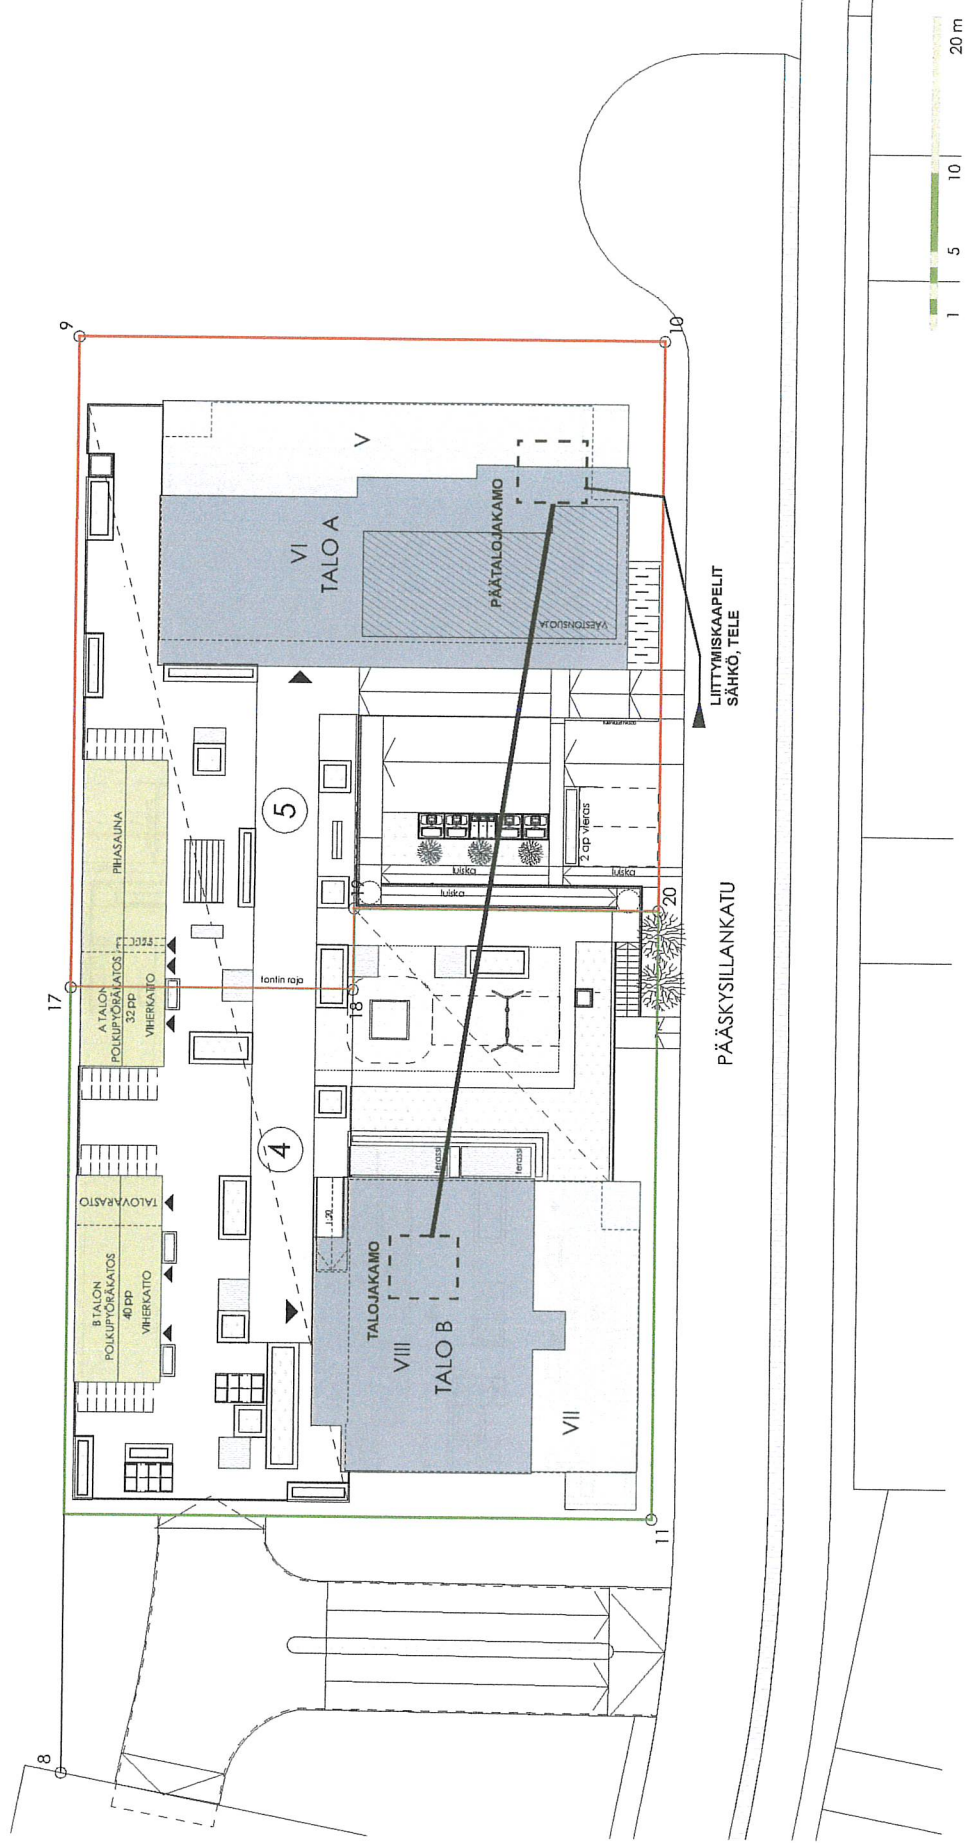 8
17
9
B TALON
POLKUPYÖRÄKATOS
40 pp
VIHERKATTO
TALOVARASTO
A TALON
POLKUPYÖRÄKATOS
32 pp
VIHERKATTO
PIHASAUNA
tontin raja
4
5
18
19
TALOJAKAMO
VIII
TALO B
VII
terassi
terassi
luiska
luiska
luiska
2 ap vieras
VI
TALO A
V
PÄÄTALOJAKAMO
VÄESTÖNSUOJA
11
20
10
PÄÄSKYSILLANKATU
LIITTYMISKAAPELIT
SÄHKÖ, TELE
1 5 10 20 m